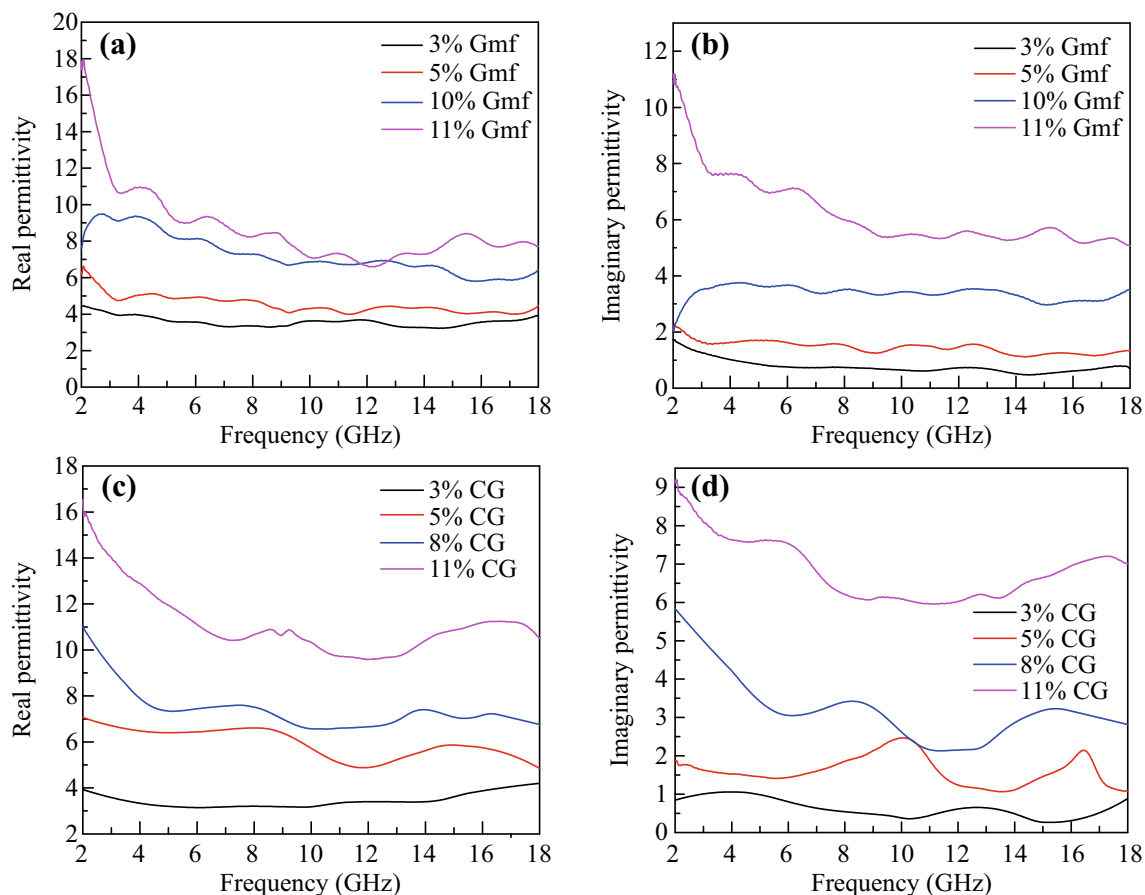 (a)
3% Gmf
5% Gmf
10% Gmf
11% Gmf
Real permittivity
20
18
16
14
12
10
8
6
4
2
0
2 4 6 8 10 12 14 16 18
Frequency (GHz)
(b)
3% Gmf
5% Gmf
10% Gmf
11% Gmf
Imaginary permittivity
12
10
8
6
4
2
0
2 4 6 8 10 12 14 16 18
Frequency (GHz)
(c)
3% CG
5% CG
8% CG
11% CG
Real permittivity
18
16
14
12
10
8
6
4
2
2 4 6 8 10 12 14 16 18
Frequency (GHz)
(d)
3% CG
5% CG
8% CG
11% CG
Imaginary permittivity
9
8
7
6
5
4
3
2
1
0
2 4 6 8 10 12 14 16 18
Frequency (GHz)